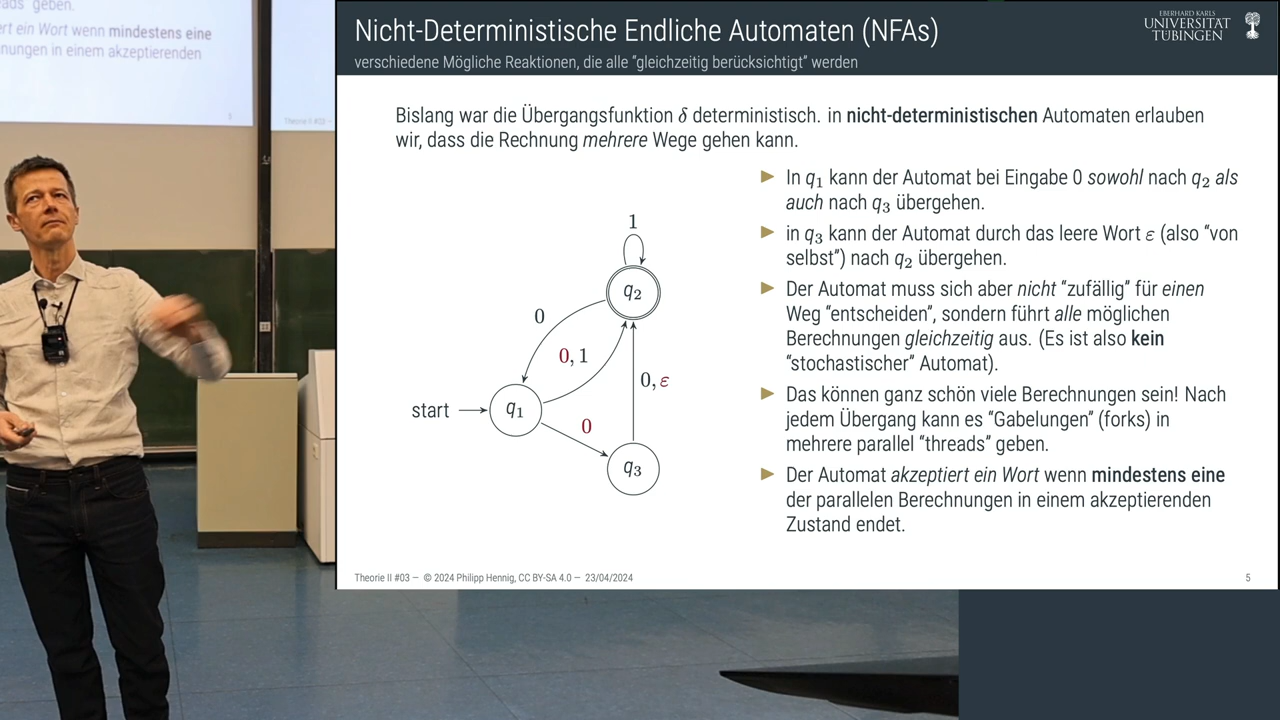 reads" geben.
ert ein Wort wenn mindestens eine
nungen in einem akzeptierenden
3
Theorie II #03 –
Nicht-Deterministische Endliche Automaten (NFAs)
verschiedene Mögliche Reaktionen, die alle "gleichzeitig berücksichtigt" werden
EBERHARD KARLS
UNIVERSITÄT
TÜBINGEN
Bislang war die Übergangsfunktion δ deterministisch. in nicht-deterministischen Automaten erlauben
wir, dass die Rechnung mehrere Wege gehen kann.
1
q₂
0
0, 1
0, ε
start
q₁
0
q₃
In q₁ kann der Automat bei Eingabe 0 sowohl nach q₂ als
auch nach q₃ übergehen.
in q₃ kann der Automat durch das leere Wort ε (also "von
selbst") nach q₂ übergehen.
Der Automat muss sich aber nicht "zufällig" für einen
Weg "entscheiden", sondern führt alle möglichen
Berechnungen gleichzeitig aus. (Es ist also kein
"stochastischer" Automat).
Das können ganz schön viele Berechnungen sein! Nach
jedem Übergang kann es "Gabelungen" (forks) in
mehrere parallel "threads" geben.
Der Automat akzeptiert ein Wort wenn mindestens eine
der parallelen Berechnungen in einem akzeptierenden
Zustand endet.
Theorie II #03 – © 2024 Philipp Hennig, CC BY-SA 4.0 – 23/04/2024
5